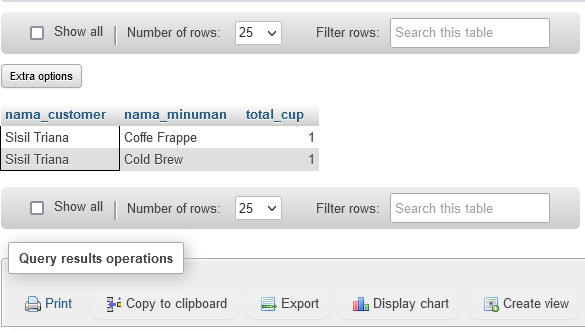 Show all Number of rows: 25 Filter rows: Search this table
Extra options
nama_customer nama_minuman total_cup
Sisil Triana Coffe Frappe 1
Sisil Triana Cold Brew 1
Show all Number of rows: 25 Filter rows: Search this table
Query results operations
Print Copy to clipboard Export Display chart Create view